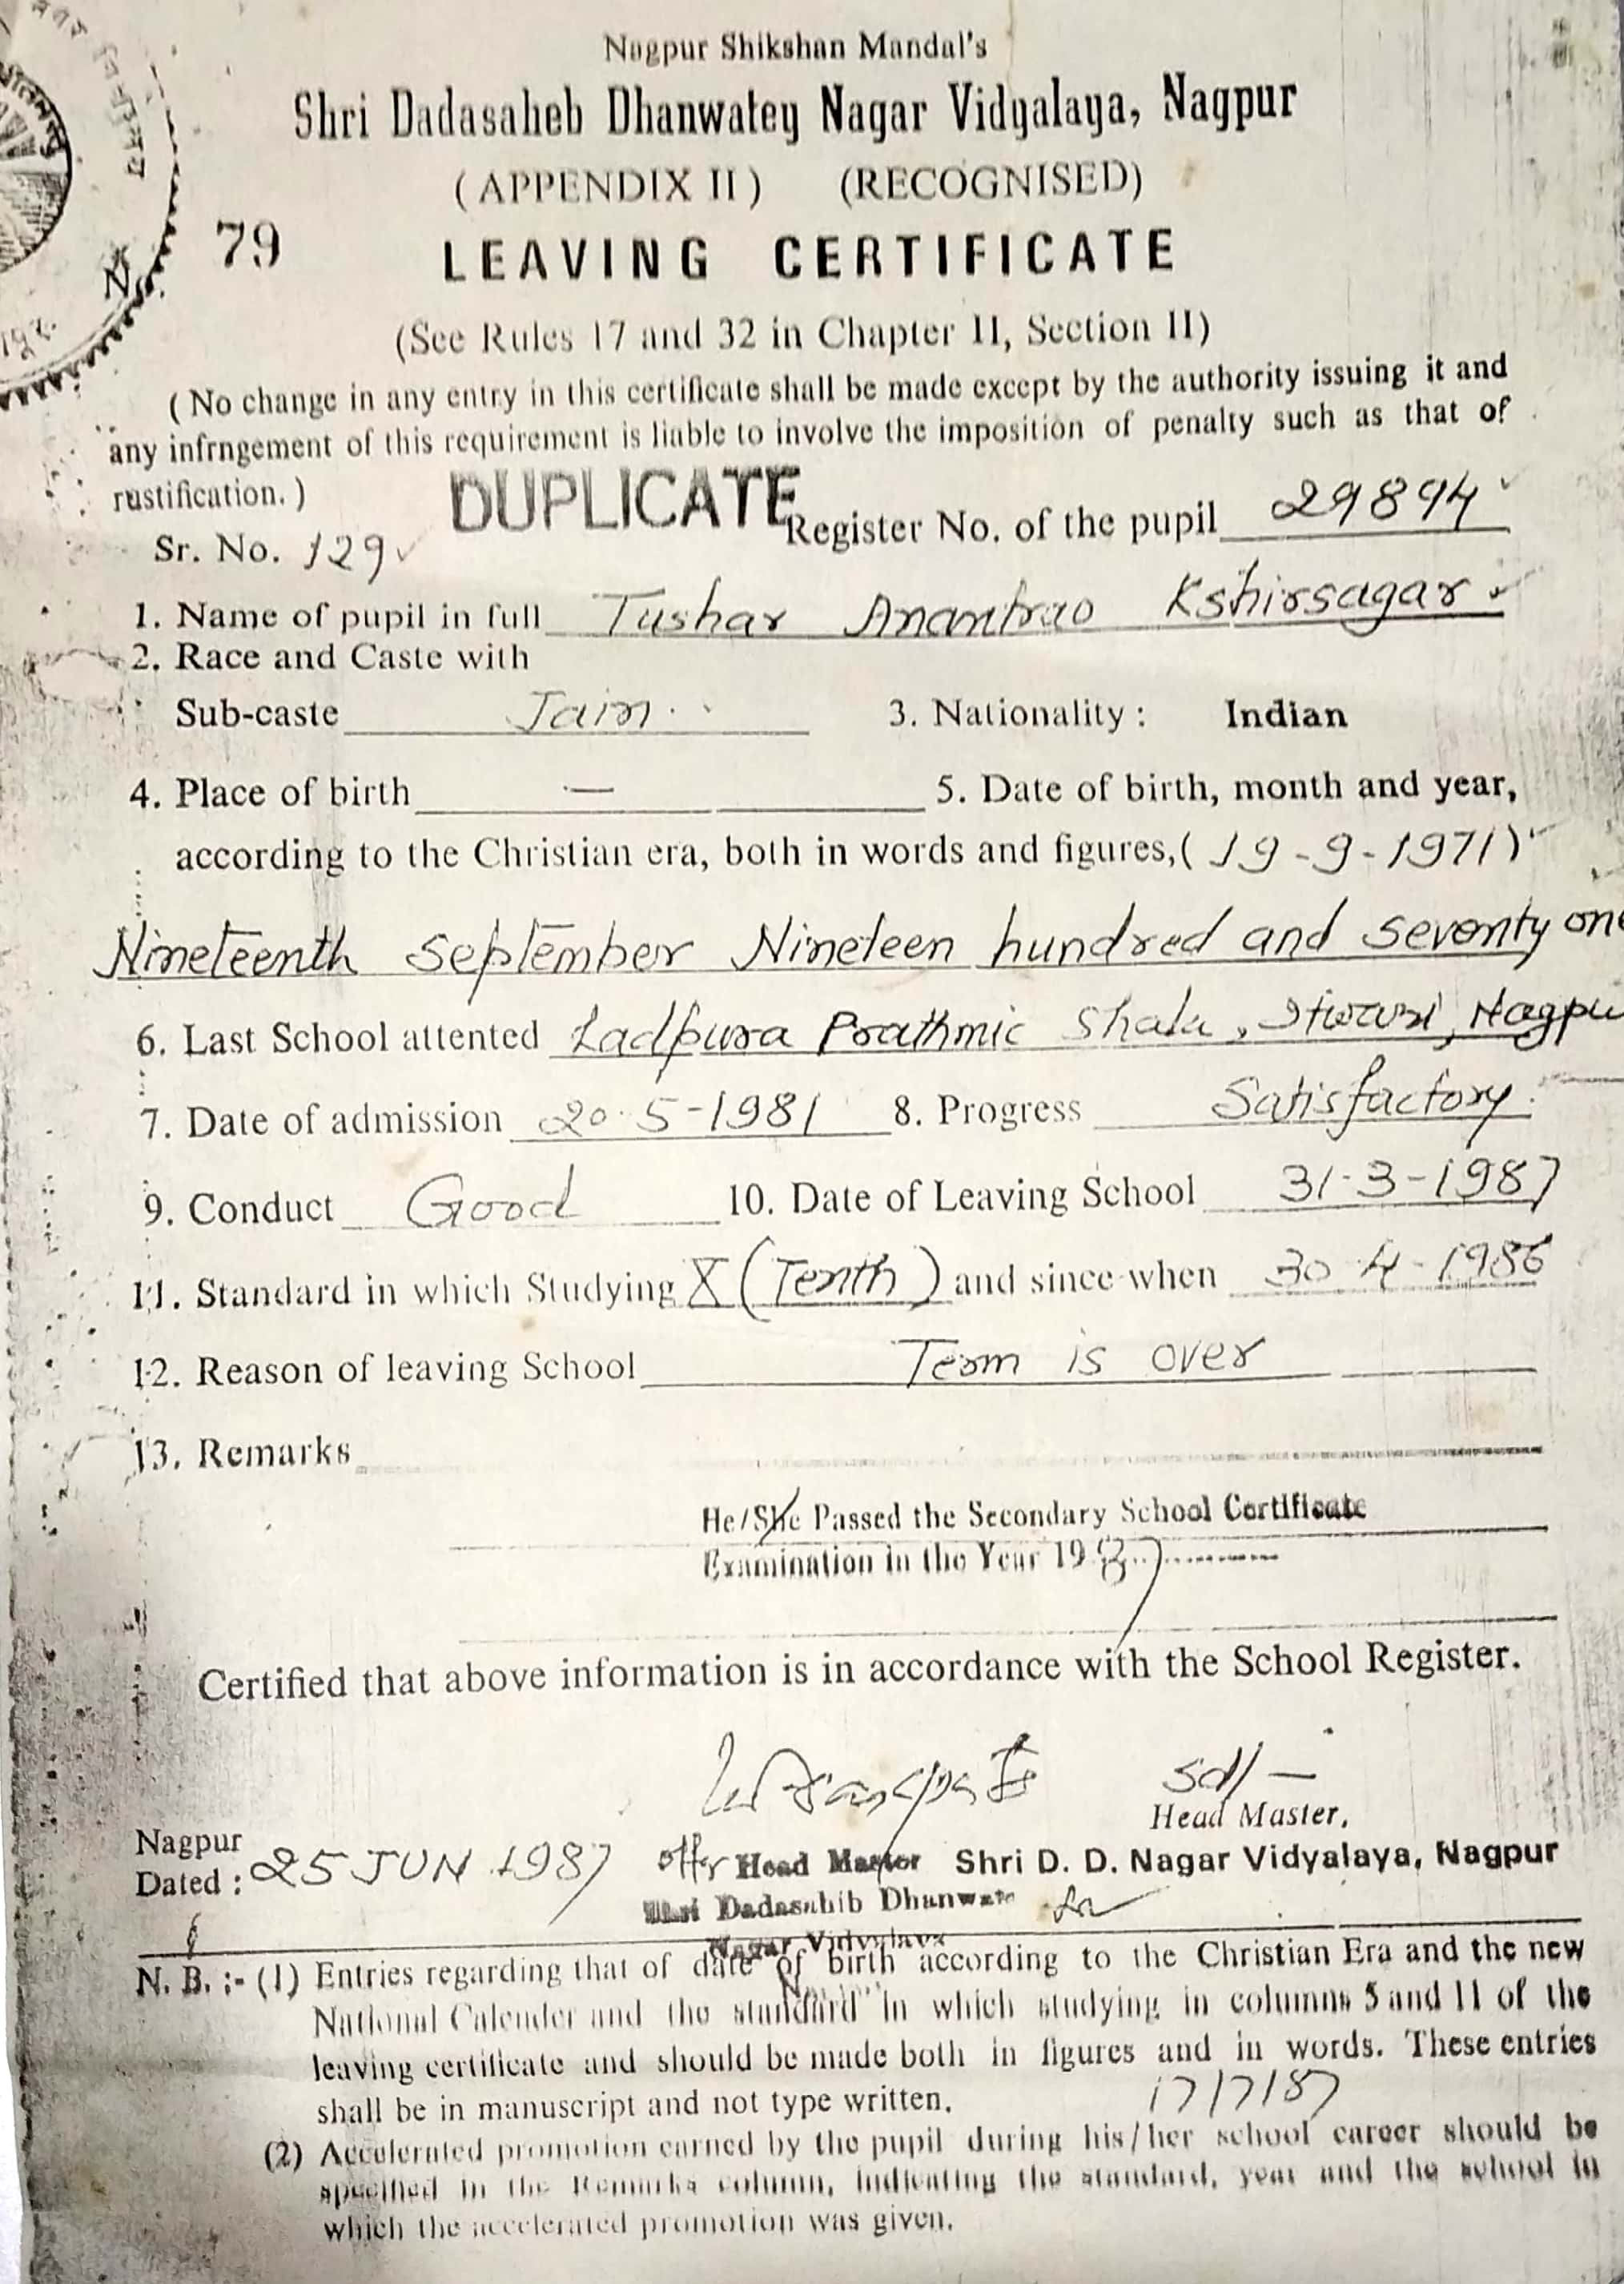 Nagpur Shikshan Mandal's
Shri Dadasaheb Dhanwatey Nagar Vidyalaya, Nagpur
( APPENDIX II ) (RECOGNISED)
79
LEAVING CERTIFICATE
(See Rules 17 and 32 in Chapter II, Section II)
( No change in any entry in this certificate shall be made except by the authority issuing it and
any infrngement of this requirement is liable to involve the imposition of penalty such as that of
rustification. )
DUPLICATE
Register No. of the pupil 29894
Sr. No. 129
1. Name of pupil in full Tushar Anantrao Kshirsagar
2. Race and Caste with
Sub-caste Jain 3. Nationality : Indian
4. Place of birth — 5. Date of birth, month and year,
according to the Christian era, both in words and figures,( 19-9-1971)
Nineteenth September Nineteen hundred and seventy one
6. Last School attented Ladpura Prathmic Shala, Itwari, Nagpu
7. Date of admission 20-5-1981 8. Progress Satisfactory.
9. Conduct Good 10. Date of Leaving School 31-3-1987
11. Standard in which Studying X (Tenth) and since when 30-4-1986
12. Reason of leaving School Term is over
13. Remarks
He/She Passed the Secondary School Certificate
Examination in the Year 1987
Certified that above information is in accordance with the School Register.
Sd/-
Head Master,
Nagpur
Dated : 25 JUN 1987 Head Master Shri D. D. Nagar Vidyalaya, Nagpur
Shri Dadasahib Dhanwate
Nagar Vidyalaya
N. B. :- (1) Entries regarding that of date of birth according to the Christian Era and the new
National Calender and the standard in which studying in columns 5 and 11 of the
leaving certificate and should be made both in figures and in words. These entries
shall be in manuscript and not type written.
17/7/87
(2) Accelerated promotion earned by the pupil during his/her school career should be
specified in the Remarks column, indicating the standard, year and the school in
which the accelerated promotion was given.